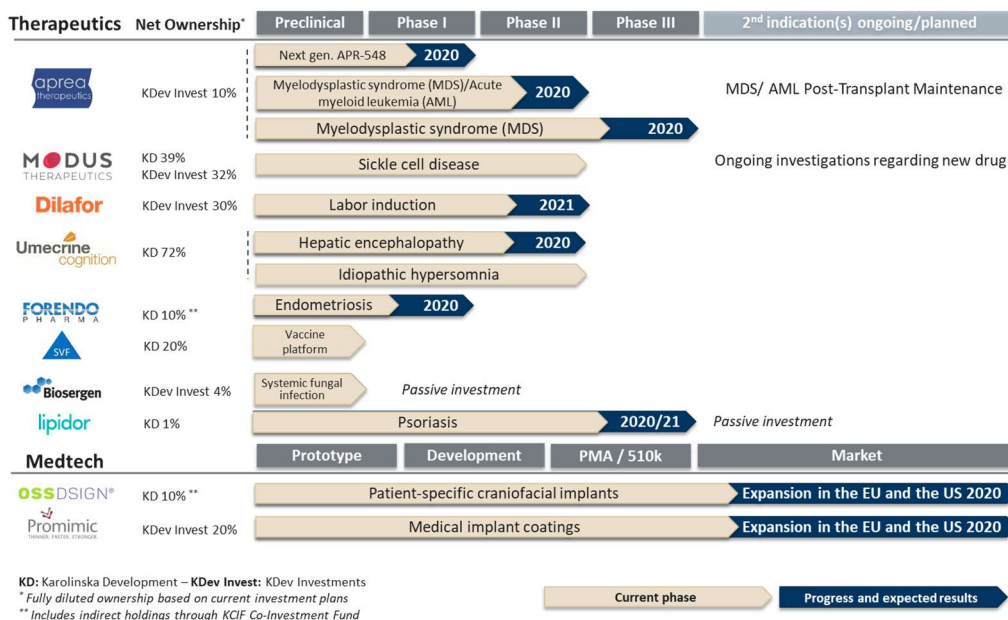 Therapeutics Net Ownership* Preclinical Phase I Phase II Phase III 2nd indication(s) ongoing/planned
aprea therapeutics
KDev Invest 10%
Next gen. APR-548 2020
Myelodysplastic syndrome (MDS)/Acute
myeloid leukemia (AML)
2020
MDS/ AML Post-Transplant Maintenance
Myelodysplastic syndrome (MDS) 2020
MODUS
THERAPEUTICS
KD 39%
KDev Invest 32%
Sickle cell disease
Ongoing investigations regarding new drug
Dilafor KDev Invest 30% Labor induction 2021
Umecrine
cognition
KD 72%
Hepatic encephalopathy 2020
Idiopathic hypersomnia
FORENDO
PHARMA
KD 10% ** Endometriosis 2020
SVF KD 20%
Vaccine
platform
Biosergen KDev Invest 4%
Systemic fungal
infection
Passive investment
lipidor KD 1% Psoriasis 2020/21 Passive investment
Medtech Prototype Development PMA / 510k Market
OSSDSIGN® KD 10% ** Patient-specific craniofacial implants Expansion in the EU and the US 2020
Promimic
THINNER. FASTER. STRONGER.
KDev Invest 20% Medical implant coatings Expansion in the EU and the US 2020
KD: Karolinska Development – KDev Invest: KDev Investments
* Fully diluted ownership based on current investment plans
** Includes indirect holdings through KCIF Co-Investment Fund
Current phase Progress and expected results